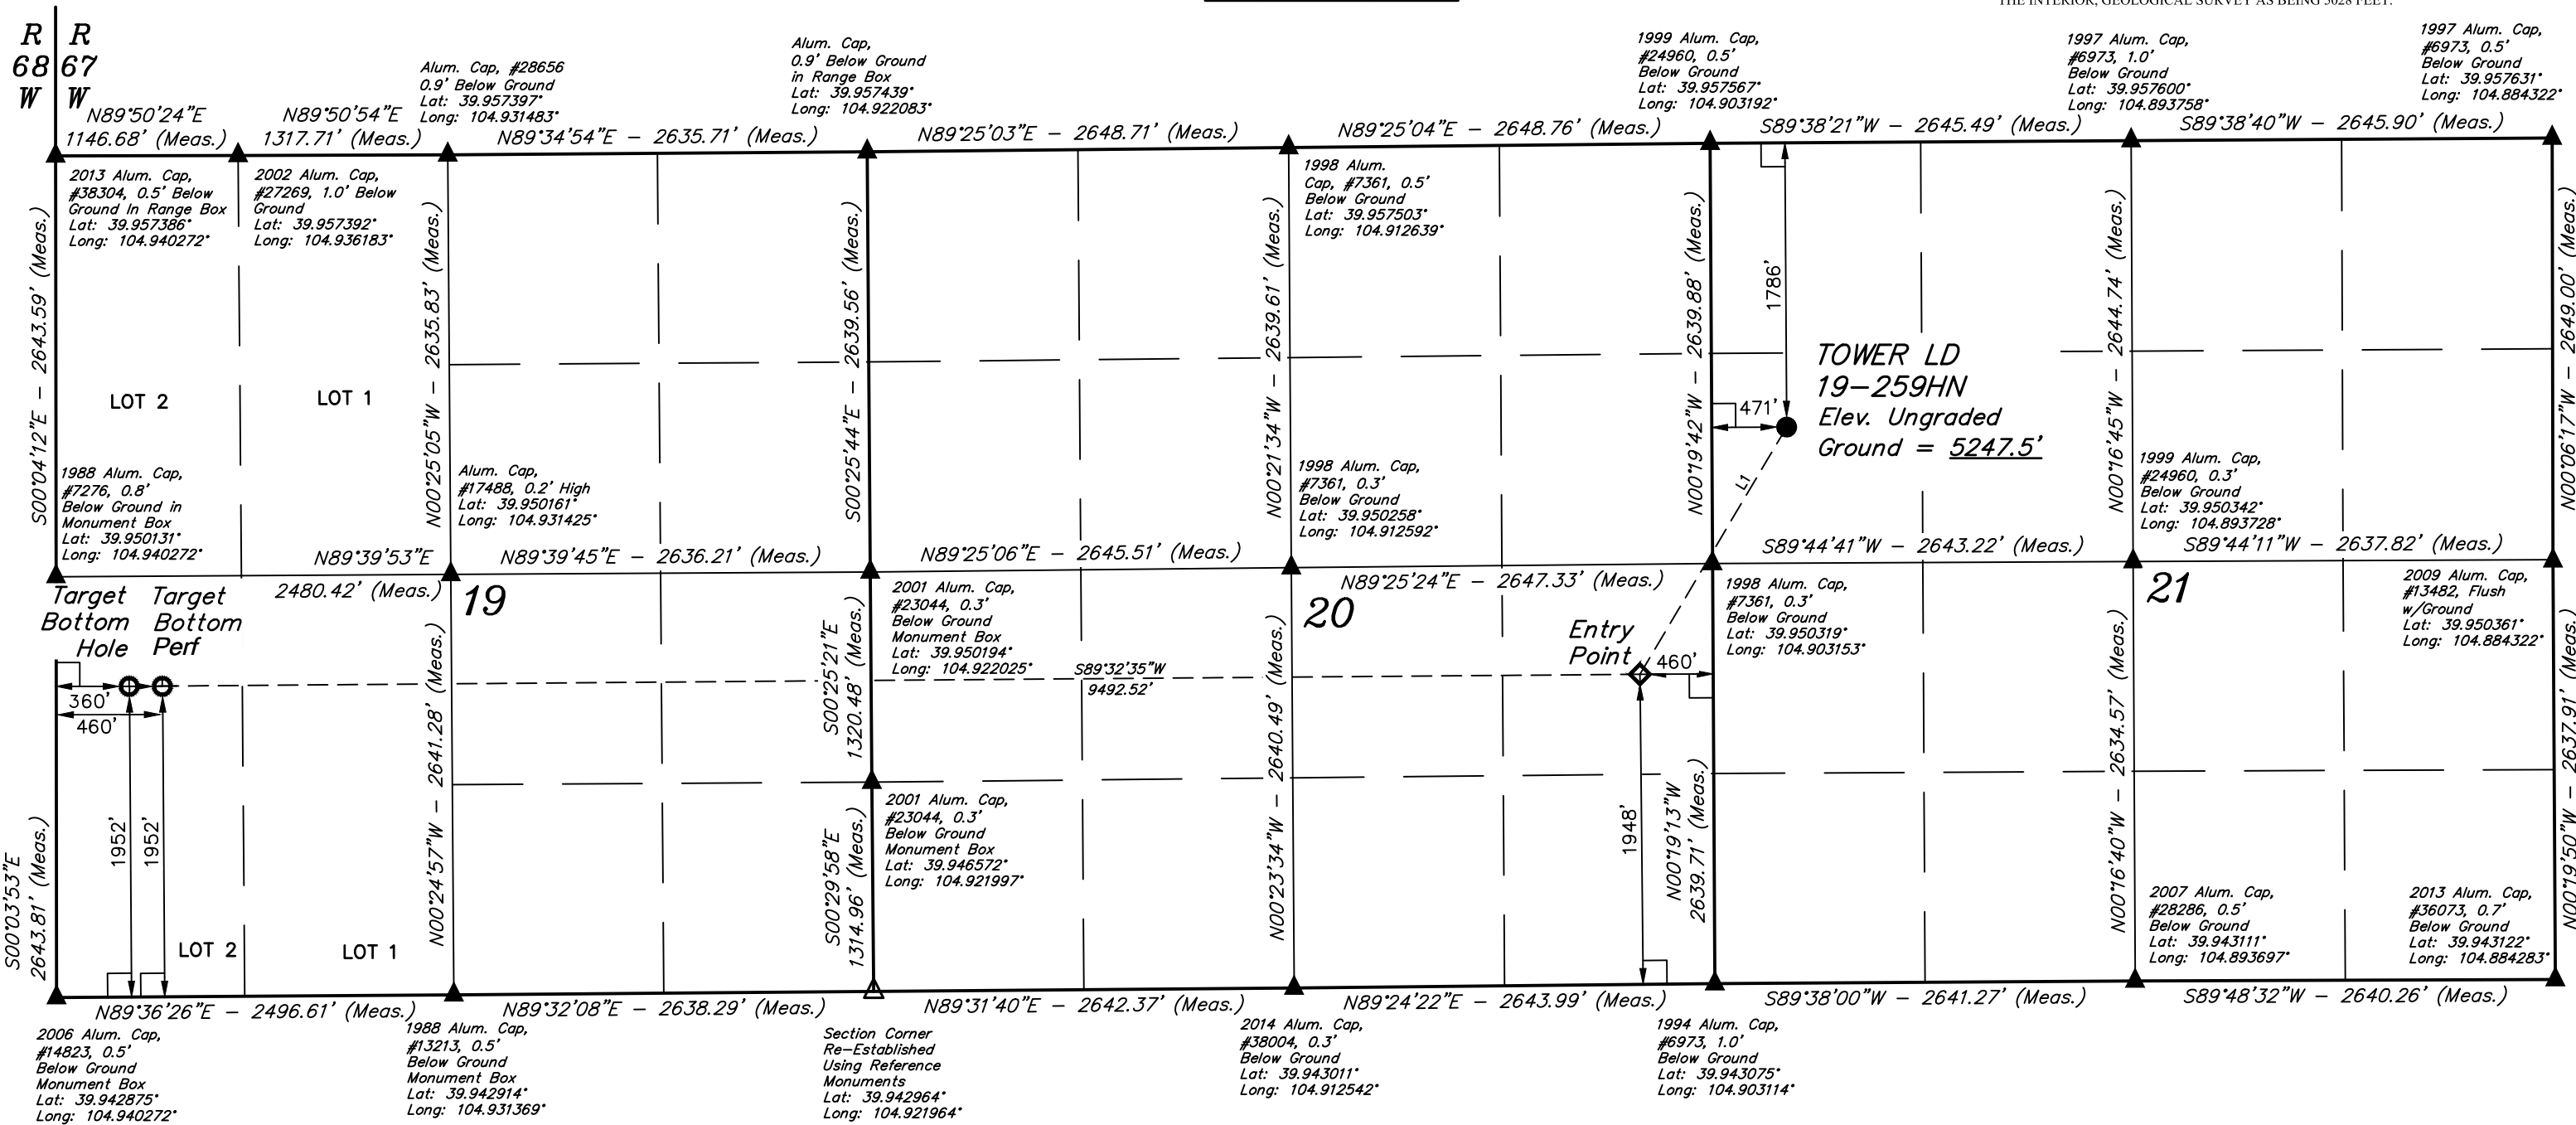 THE INTERIOR, GEOLOGICAL SURVEY AS BEING 5028 FEET.
R R
68 67
W W
N89°50'24"E
1146.68' (Meas.)
N89°50'54"E
1317.71' (Meas.)
Alum. Cap, #28656
0.9' Below Ground
Lat: 39.957397°
Long: 104.931483°
N89°34'54"E – 2635.71' (Meas.)
Alum. Cap,
0.9' Below Ground
in Range Box
Lat: 39.957439°
Long: 104.922083°
N89°25'03"E – 2648.71' (Meas.)
N89°25'04"E – 2648.76' (Meas.)
1999 Alum. Cap,
#24960, 0.5'
Below Ground
Lat: 39.957567°
Long: 104.903192°
S89°38'21"W – 2645.49' (Meas.)
1997 Alum. Cap,
#6973, 1.0'
Below Ground
Lat: 39.957600°
Long: 104.893758°
S89°38'40"W – 2645.90' (Meas.)
1997 Alum. Cap,
#6973, 0.5'
Below Ground
Lat: 39.957631°
Long: 104.884322°
2013 Alum. Cap,
#38304, 0.5' Below
Ground In Range Box
Lat: 39.957386°
Long: 104.940272°
2002 Alum. Cap,
#27269, 1.0' Below
Ground
Lat: 39.957392°
Long: 104.936183°
1998 Alum.
Cap, #7361, 0.5'
Below Ground
Lat: 39.957503°
Long: 104.912639°
S00°04'12"E – 2643.59' (Meas.)
N00°25'05"W – 2635.83' (Meas.)
S00°25'44"E – 2639.56' (Meas.)
N00°21'34"W – 2639.61' (Meas.)
N00°19'42"W – 2639.88' (Meas.)
1786'
N00°16'45"W – 2644.74' (Meas.)
N00°06'17"W – 2649.00' (Meas.)
LOT 2
LOT 1
471'
TOWER LD
19-259HN
Elev. Ungraded
Ground = 5247.5'
L1
1988 Alum. Cap,
#7276, 0.8'
Below Ground in
Monument Box
Lat: 39.950131°
Long: 104.940272°
Alum. Cap,
#17488, 0.2' High
Lat: 39.950161°
Long: 104.931425°
1998 Alum. Cap,
#7361, 0.3'
Below Ground
Lat: 39.950258°
Long: 104.912592°
1999 Alum. Cap,
#24960, 0.3'
Below Ground
Lat: 39.950342°
Long: 104.893728°
N89°39'53"E
2480.42' (Meas.)
N89°39'45"E – 2636.21' (Meas.)
N89°25'06"E – 2645.51' (Meas.)
N89°25'24"E – 2647.33' (Meas.)
S89°44'41"W – 2643.22' (Meas.)
S89°44'11"W – 2637.82' (Meas.)
19
20
21
Target
Bottom
Hole
Target
Bottom
Perf
2001 Alum. Cap,
#23044, 0.3'
Below Ground
Monument Box
Lat: 39.950194°
Long: 104.922025°
S89°32'35"W
9492.52'
Entry
Point
460'
1998 Alum. Cap,
#7361, 0.3'
Below Ground
Lat: 39.950319°
Long: 104.903153°
2009 Alum. Cap,
#13482, Flush
w/Ground
Lat: 39.950361°
Long: 104.884322°
360'
460'
1952'
1952'
S00°03'53"E
2643.81' (Meas.)
N00°24'57"W – 2641.28' (Meas.)
S00°25'21"E
1320.48' (Meas.)
S00°29'58"E
1314.96' (Meas.)
2001 Alum. Cap,
#23044, 0.3'
Below Ground
Monument Box
Lat: 39.946572°
Long: 104.921997°
N00°23'34"W – 2640.49' (Meas.)
1948'
N00°19'13"W
2639.71' (Meas.)
N00°16'40"W – 2634.57' (Meas.)
N00°19'50"W – 2637.91' (Meas.)
LOT 2
LOT 1
2007 Alum. Cap,
#28286, 0.5'
Below Ground
Lat: 39.943111°
Long: 104.893697°
2013 Alum. Cap,
#36073, 0.7'
Below Ground
Lat: 39.943122°
Long: 104.884283°
N89°36'26"E – 2496.61' (Meas.)
N89°32'08"E – 2638.29' (Meas.)
N89°31'40"E – 2642.37' (Meas.)
N89°24'22"E – 2643.99' (Meas.)
S89°38'00"W – 2641.27' (Meas.)
S89°48'32"W – 2640.26' (Meas.)
2006 Alum. Cap,
#14823, 0.5'
Below Ground
Monument Box
Lat: 39.942875°
Long: 104.940272°
1988 Alum. Cap,
#13213, 0.5'
Below Ground
Monument Box
Lat: 39.942914°
Long: 104.931369°
Section Corner
Re-Established
Using Reference
Monuments
Lat: 39.942964°
Long: 104.921964°
2014 Alum. Cap,
#38004, 0.3'
Below Ground
Lat: 39.943011°
Long: 104.912542°
1994 Alum. Cap,
#6973, 1.0'
Below Ground
Lat: 39.943075°
Long: 104.903114°